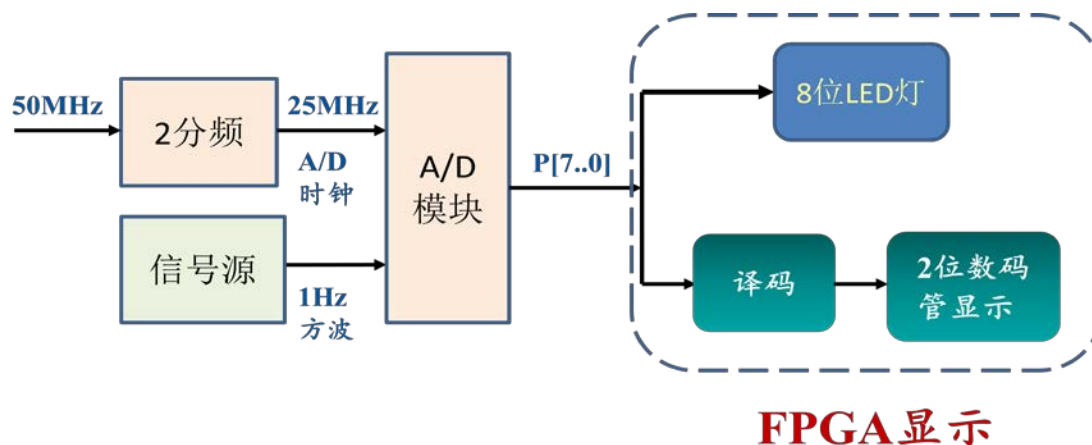 50MHz
2分频
25MHz
A/D
时钟
信号源
1Hz
方波
A/D
模块
P[7..0]
8位LED灯
译码
2位数码
管显示
FPGA显示